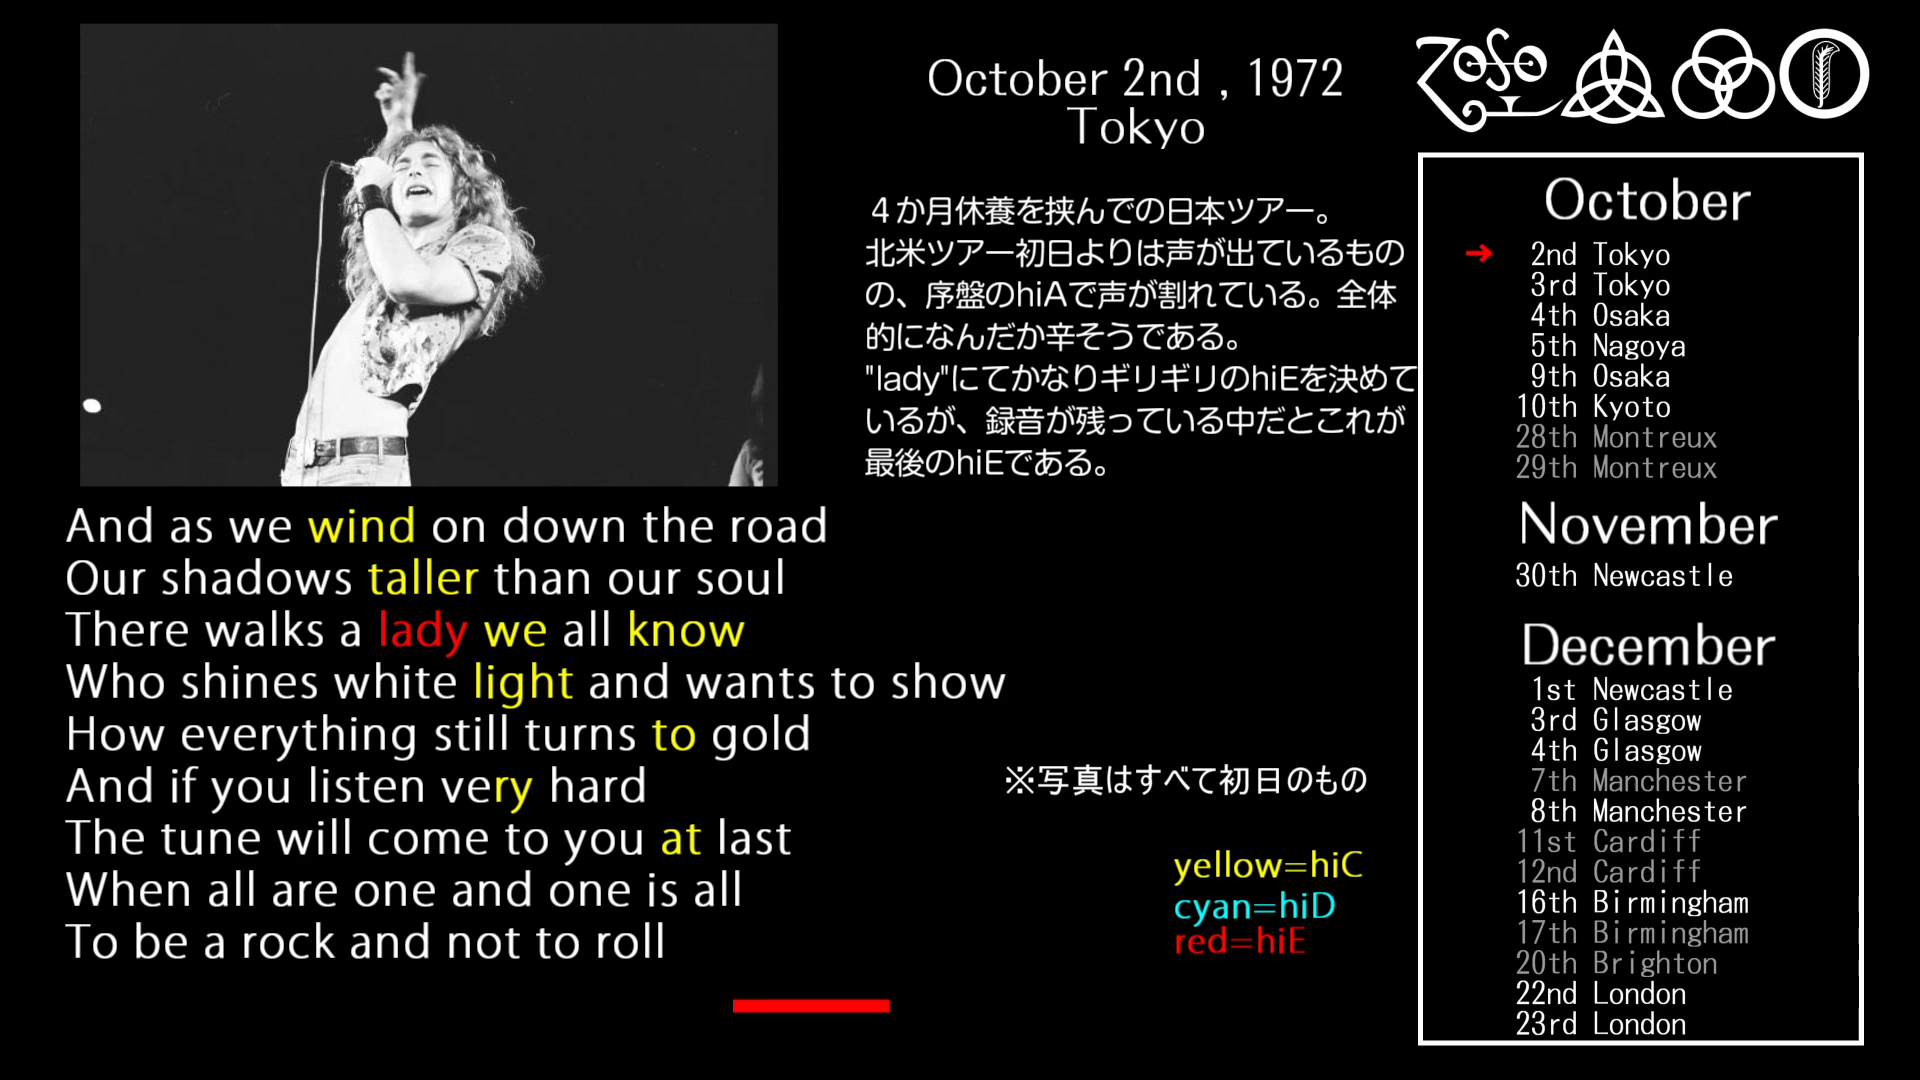 October 2nd , 1972
Tokyo
４か月休養を挟んでの日本ツアー。
北米ツアー初日よりは声が出ているもの
の、序盤のhiAで声が割れている。全体
的になんだか辛そうである。
"lady"にてかなりギリギリのhiEを決めて
いるが、録音が残っている中だとこれが
最後のhiEである。
And as we wind on down the road
Our shadows taller than our soul
There walks a lady we all know
Who shines white light and wants to show
How everything still turns to gold
And if you listen very hard
The tune will come to you at last
When all are one and one is all
To be a rock and not to roll
※写真はすべて初日のもの
yellow=hiC
cyan=hiD
red=hiE
ZOSO
October
→ 2nd Tokyo
3rd Tokyo
4th Osaka
5th Nagoya
9th Osaka
10th Kyoto
28th Montreux
29th Montreux
November
30th Newcastle
December
1st Newcastle
3rd Glasgow
4th Glasgow
7th Manchester
8th Manchester
11st Cardiff
12nd Cardiff
16th Birmingham
17th Birmingham
20th Brighton
22nd London
23rd London